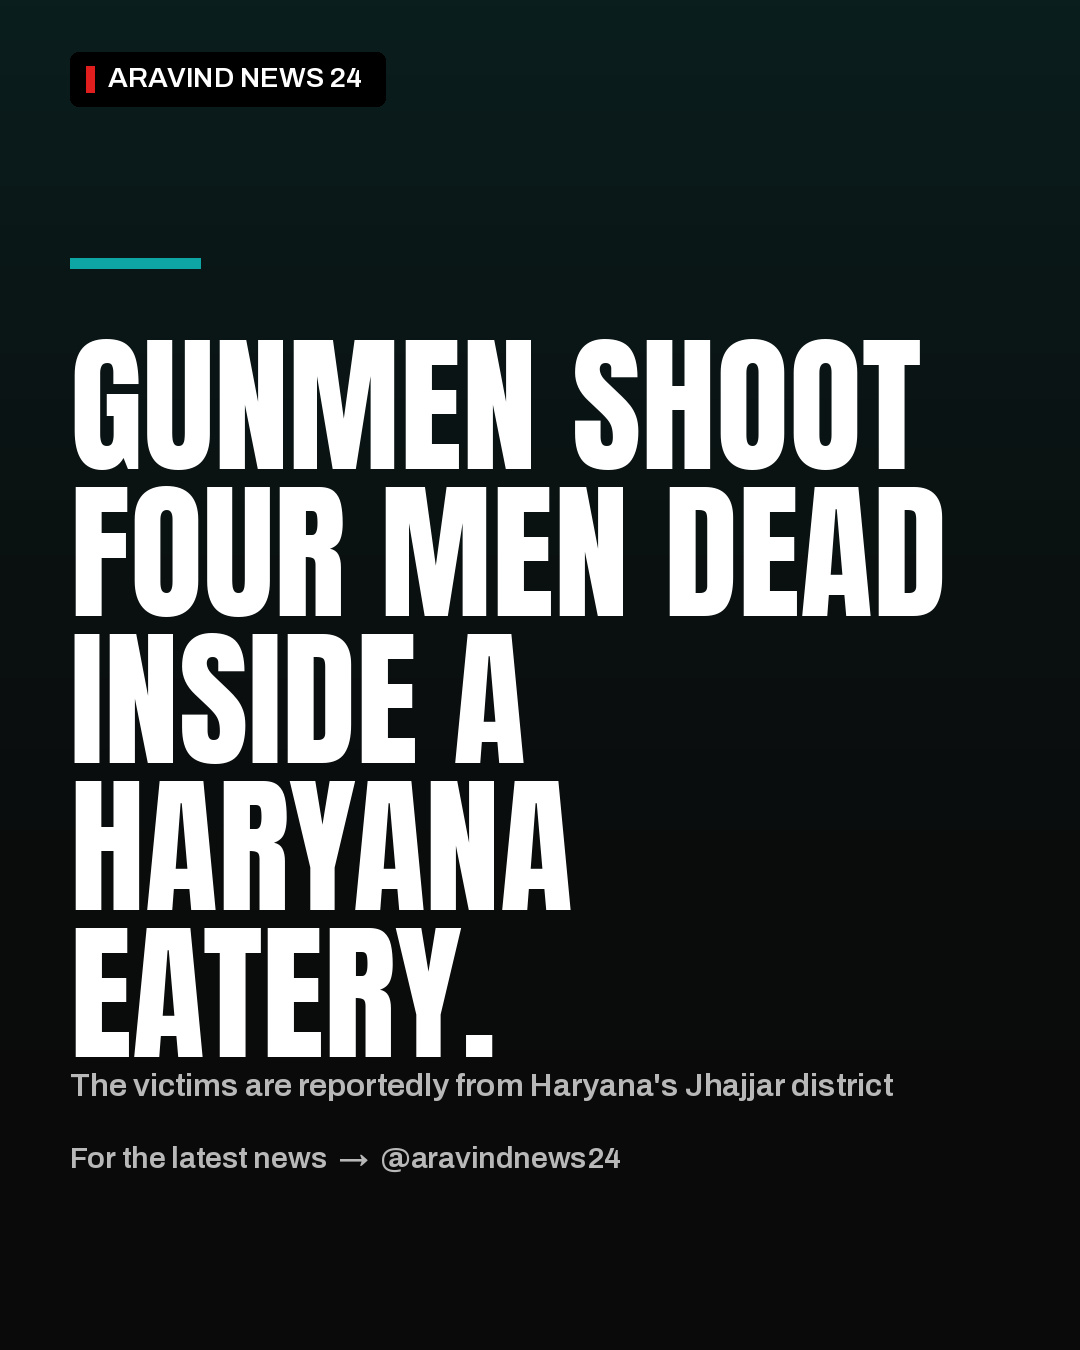 ARAVIND NEWS 24
GUNMEN SHOOT
FOUR MEN DEAD
INSIDE A
HARYANA
EATERY.
The victims are reportedly from Haryana's Jhajjar district
For the latest news → @aravindnews24